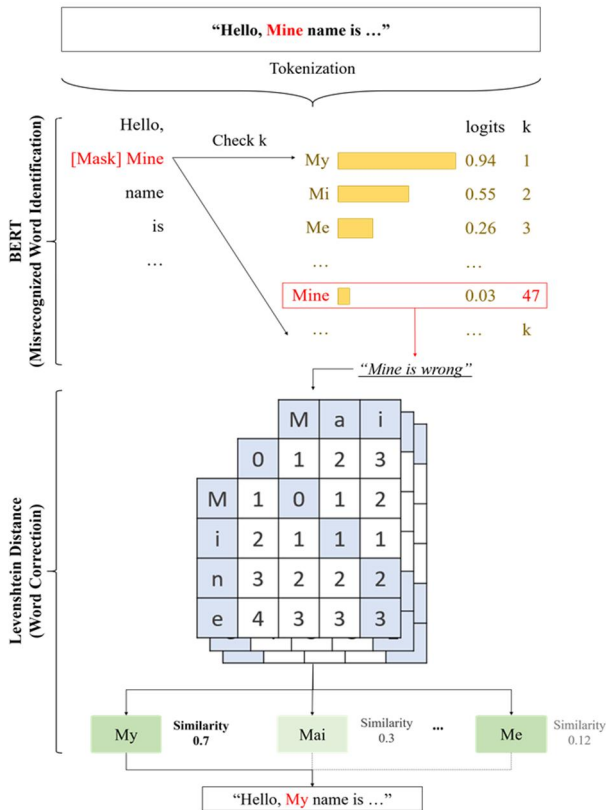 “Hello, Mine name is …”
Tokenization
BERT
(Misrecognized Word Identification)
Hello,
[Mask] Mine
name
is
…
Check k
logits k
My 0.94 1
Mi 0.55 2
Me 0.26 3
… …
Mine 0.03 47
… … k
“Mine is wrong”
Levenshtein Distance
(Word Correctioin)
M a i
0 1 2 3
M 1 0 1 2
i 2 1 1 1
n 3 2 2 2
e 4 3 3 3
My Similarity 0.7
Mai Similarity 0.3
...
Me Similarity 0.12
“Hello, My name is …”